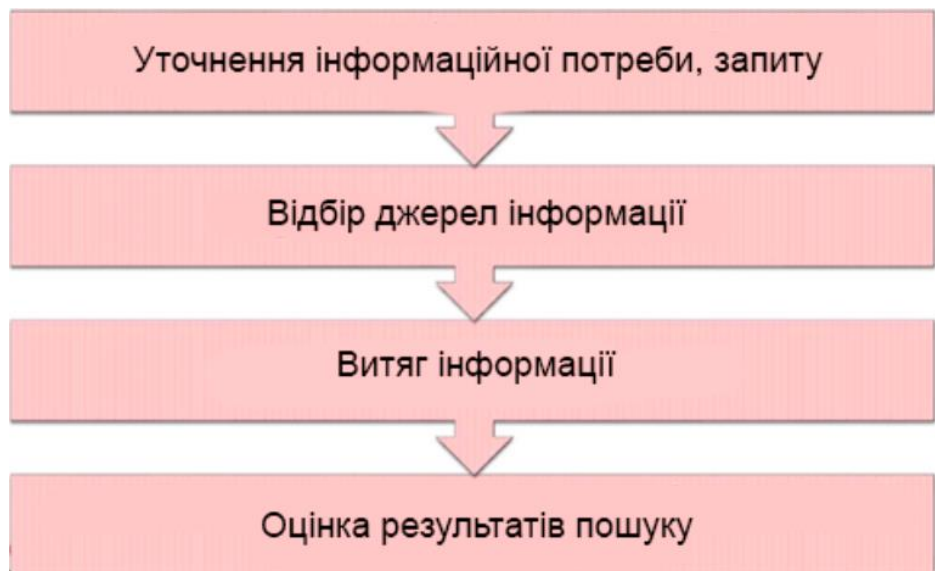 Уточнення інформаційної потреби, запиту
Відбір джерел інформації
Витяг інформації
Оцінка результатів пошуку